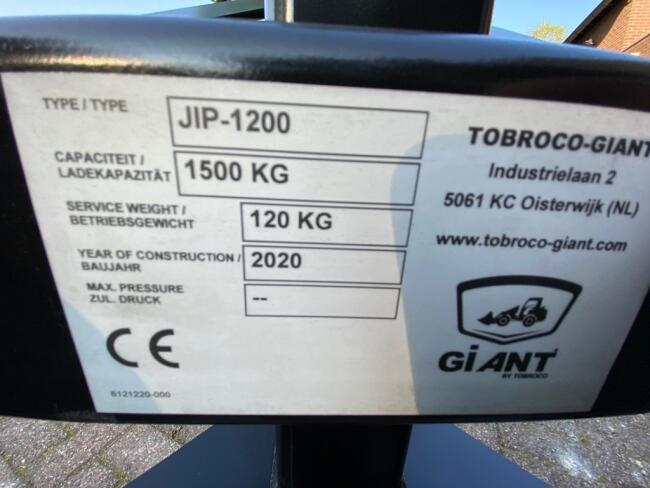 TYPE / TYPE
JIP-1200
CAPACITEIT /
LADEKAPAZITÄT
1500 KG
SERVICE WEIGHT /
BETRIEBSGEWICHT
120 KG
YEAR OF CONSTRUCTION /
BAUJAHR
2020
MAX. PRESSURE
ZUL. DRUCK
--
CE
6121220-000
TOBROCO-GIANT
Industrielaan 2
5061 KC Oisterwijk (NL)
www.tobroco-giant.com
GiANT
BY TOBROCO